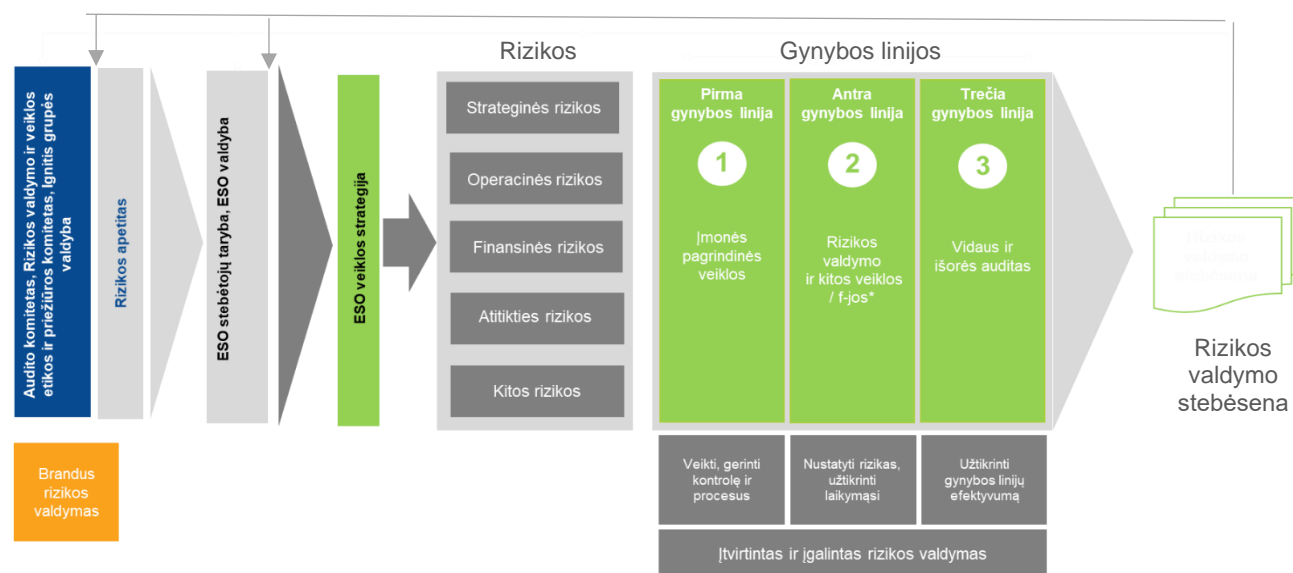 Rizikos
Gynybos linijos
Audito komitetas, Rizikos valdymo ir veiklos
etikos ir priežiūros komitetas, Ignitis grupės
valdyba
Rizikos apetitas
ESO stebėtojų taryba, ESO valdyba
ESO veiklos strategija
Strateginės rizikos
Operacinės rizikos
Finansinės rizikos
Atitikties rizikos
Kitos rizikos
Pirma
gynybos linija
1
Įmonės
pagrindinės
veiklos
Antra
gynybos linija
2
Rizikos
valdymo
ir kitos veiklos
/ f-jos*
Trečia
gynybos linija
3
Vidaus ir
išorės auditas
Rizikos
valdymo
stebėsena
Rizikos
valdymo
stebėsena
Brandus
rizikos
valdymas
Veikti, gerinti
kontrolę ir
procesus
Nustatyti rizikas,
užtikrinti
laikymąsi
Užtikrinti
gynybos linijų
efektyvumą
Įtvirtintas ir įgalintas rizikos valdymas